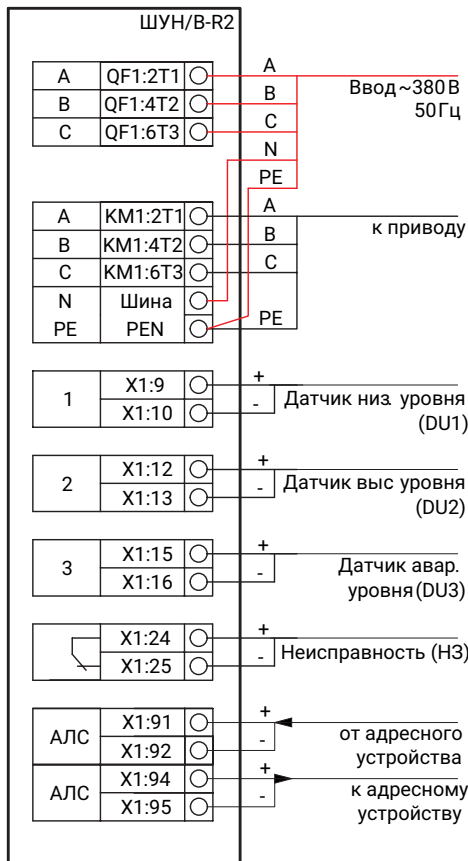 ШУН/В-R2
A QF1:2T1 A
B QF1:4T2 B
C QF1:6T3 C
Ввод ~380 В
50 Гц
N
PE
A KM1:2T1 A
B KM1:4T2 B
C KM1:6T3 C
к приводу
N Шина
PE PEN PE
1
X1:9 +
X1:10 -
Датчик низ. уровня
(DU1)
2
X1:12 +
X1:13 -
Датчик выс уровня
(DU2)
3
X1:15 +
X1:16 -
Датчик авар.
уровня (DU3)
X1:24 +
X1:25 -
Неисправность (НЗ)
АЛС
X1:91 +
X1:92 -
от адресного
устройства
АЛС
X1:94 +
X1:95 -
к адресному
устройству